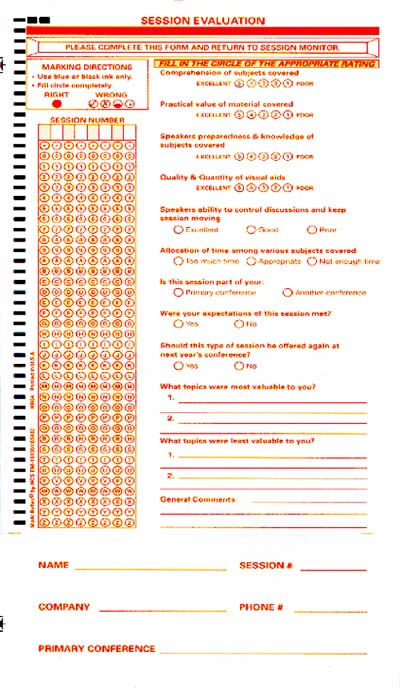 SESSION EVALUATION
PLEASE COMPLETE THIS FORM AND RETURN TO SESSION MONITOR.
MARKING DIRECTIONS
• Use blue or black ink only.
• Fill circle completely.
RIGHT WRONG
SESSION NUMBER
FILL IN THE CIRCLE OF THE APPROPRIATE RATING
Comprehension of subjects covered
EXCELLENT 5 4 3 2 1 POOR
Practical value of material covered
EXCELLENT 5 4 3 2 1 POOR
Speakers preparedness & knowledge of
subjects covered
EXCELLENT 5 4 3 2 1 POOR
Quality & Quantity of visual aids
EXCELLENT 5 4 3 2 1 POOR
Speakers ability to control discussions and keep
session moving
Excellent Good Poor
Allocation of time among various subjects covered
Too much time Appropriate Not enough time
Is this session part of your:
Primary conference Another conference
Were your expectations of this session met?
Yes No
Should this type of session be offered again at
next year's conference?
Yes No
What topics were most valuable to you?
1.
2.
What topics were least valuable to you?
1.
2.
General Comments:
Printed in U.S.A.
NAME SESSION #
COMPANY PHONE #
PRIMARY CONFERENCE